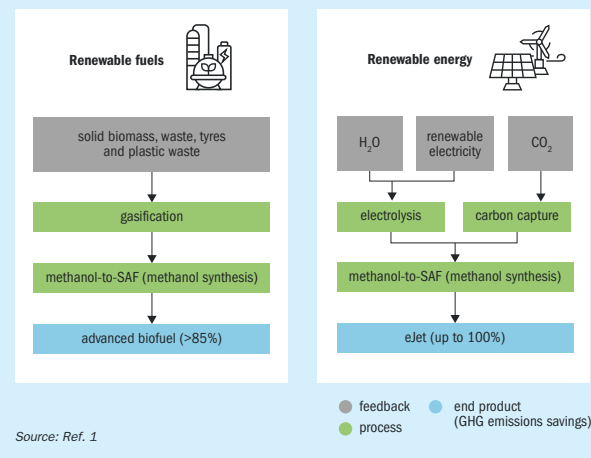 Renewable fuels
solid biomass, waste, tyres
and plastic waste
gasification
methanol-to-SAF (methanol synthesis)
advanced biofuel (>85%)
Renewable energy
H₂O
renewable
electricity
CO₂
electrolysis
carbon capture
methanol-to-SAF (methanol synthesis)
eJet (up to 100%)
feedback
process
end product
(GHG emissions savings)
Source: Ref. 1